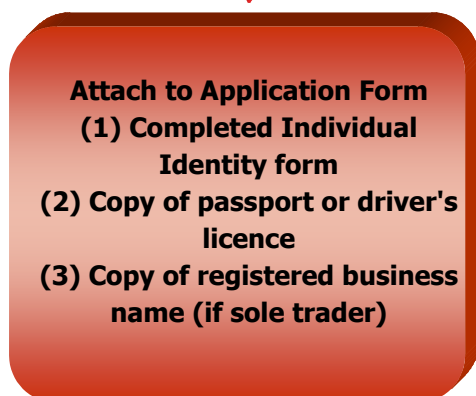 Attach to Application Form
(1) Completed Individual
Identity form
(2) Copy of passport or driver's
licence
(3) Copy of registered business
name (if sole trader)